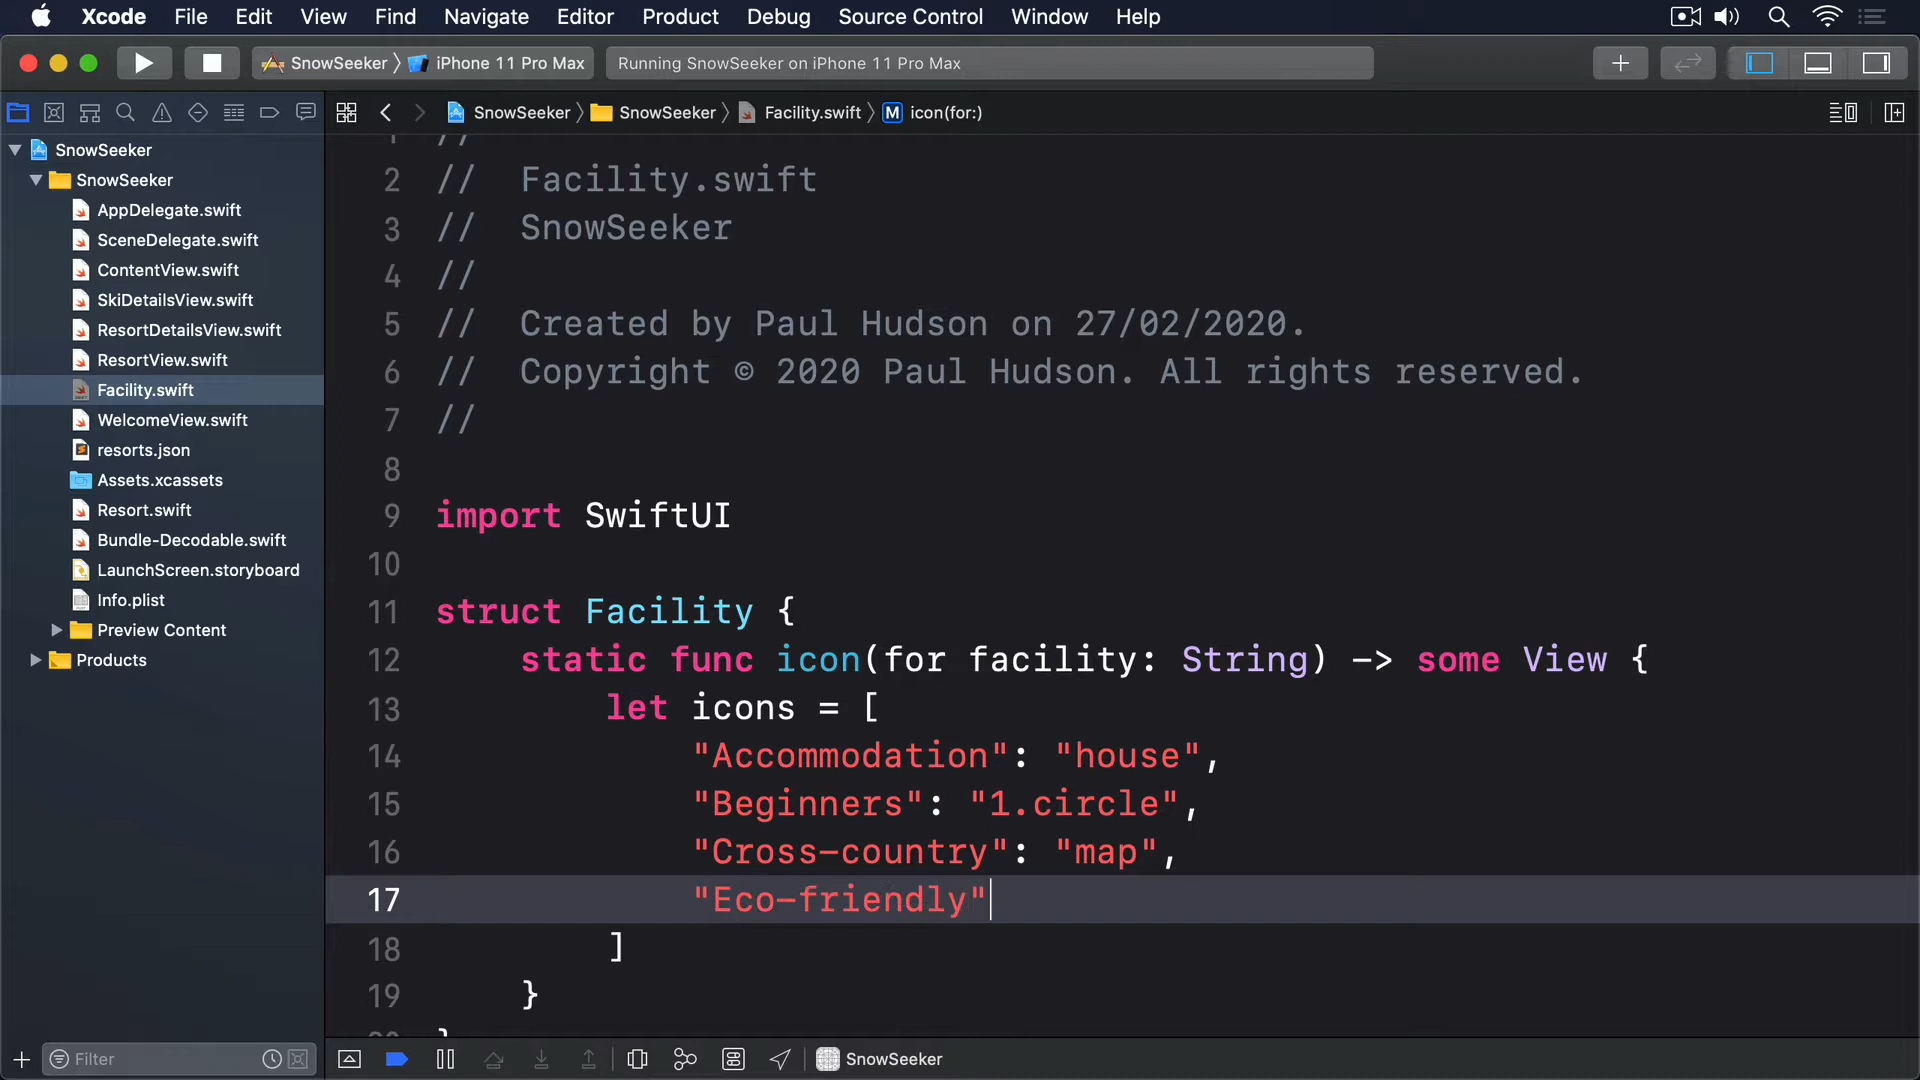 Xcode File Edit View Find Navigate Editor Product Debug Source Control Window Help
SnowSeeker iPhone 11 Pro Max Running SnowSeeker on iPhone 11 Pro Max
SnowSeeker SnowSeeker Facility.swift M icon(for:)
SnowSeeker
SnowSeeker
AppDelegate.swift
SceneDelegate.swift
ContentView.swift
SkiDetailsView.swift
ResortDetailsView.swift
ResortView.swift
Facility.swift
WelcomeView.swift
resorts.json
Assets.xcassets
Resort.swift
Bundle-Decodable.swift
LaunchScreen.storyboard
Info.plist
Preview Content
Products
1 //
2 // Facility.swift
3 // SnowSeeker
4 //
5 // Created by Paul Hudson on 27/02/2020.
6 // Copyright © 2020 Paul Hudson. All rights reserved.
7 //
8
9 import SwiftUI
10
11 struct Facility {
12 static func icon(for facility: String) -> some View {
13 let icons = [
14 "Accommodation": "house",
15 "Beginners": "1.circle",
16 "Cross-country": "map",
17 "Eco-friendly"
18 ]
19 }
20 }
Filter
SnowSeeker